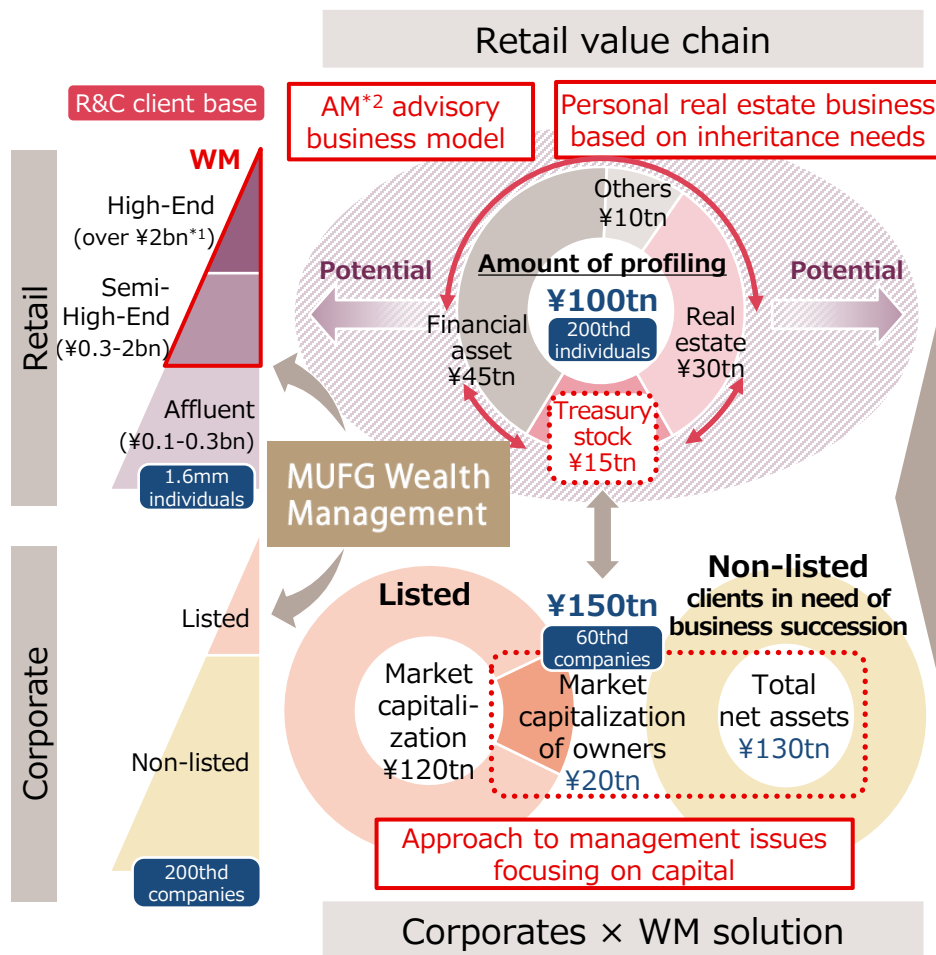 Retail value chain
R&C client base
AM*2 advisory
business model
Personal real estate business
based on inheritance needs
Retail
WM
High-End
(over ¥2bn*1)
Semi-
High-End
(¥0.3-2bn)
Affluent
(¥0.1-0.3bn)
1.6mm
individuals
Potential
Potential
Others
¥10tn
Amount of profiling
¥100tn
200thd
individuals
Financial
asset
¥45tn
Real
estate
¥30tn
Treasury
stock
¥15tn
MUFG Wealth
Management
Corporate
Listed
Non-listed
200thd
companies
Listed
¥150tn
60thd
companies
Non-listed
clients in need of
business succession
Market
capitali-
zation
¥120tn
Market
capitalization
of owners
¥20tn
Total
net assets
¥130tn
Approach to management issues
focusing on capital
Corporates × WM solution